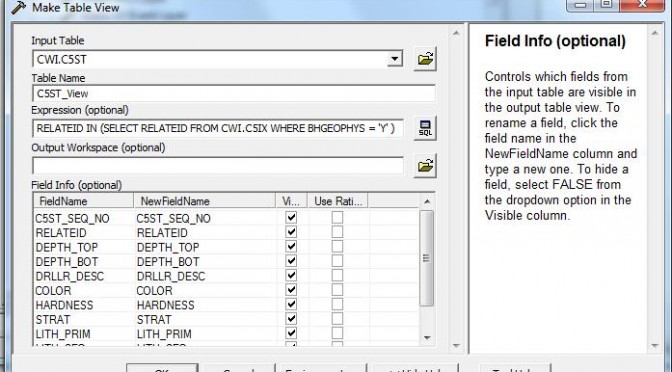 Make Table View
Input Table
CWI.C5ST
Table Name
C5ST_View
Expression (optional)
RELATEID IN (SELECT RELATEID FROM CWI.C5IX WHERE BHGEOPHYS = 'Y' )
SQL
Output Workspace (optional)
Field Info (optional)
FieldName NewFieldName Vi... Use Rati...
C5ST_SEQ_NO C5ST_SEQ_NO
RELATEID RELATEID
DEPTH_TOP DEPTH_TOP
DEPTH_BOT DEPTH_BOT
DRLLR_DESC DRLLR_DESC
COLOR COLOR
HARDNESS HARDNESS
STRAT STRAT
LITH_PRIM LITH_PRIM
Field Info (optional)
Controls which fields from
the input table are visible in
the output table view. To
rename a field, click the
field name in the
NewFieldName column and
type a new one. To hide a
field, select FALSE from
the dropdown option in the
Visible column.